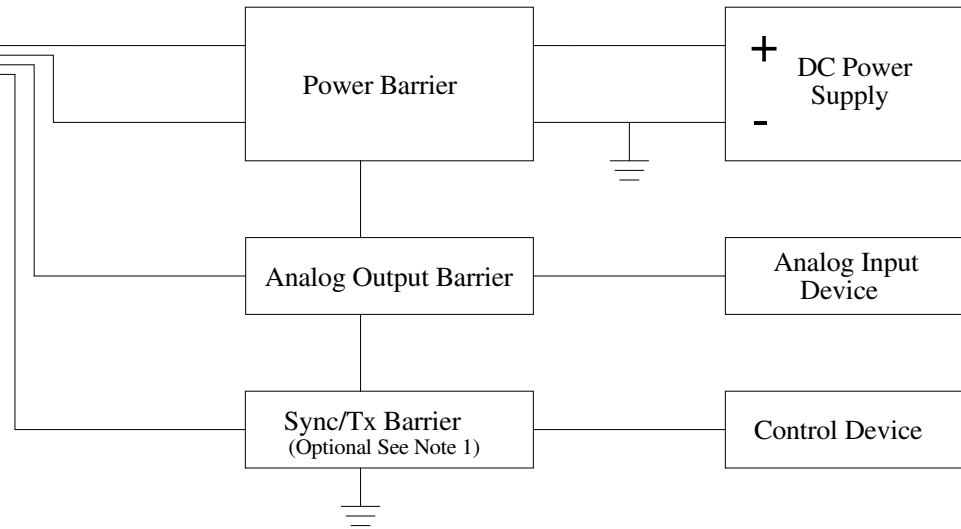 Power Barrier
+
DC Power
Supply
-
Analog Output Barrier
Analog Input
Device
Sync/Tx Barrier
(Optional See Note 1)
Control Device